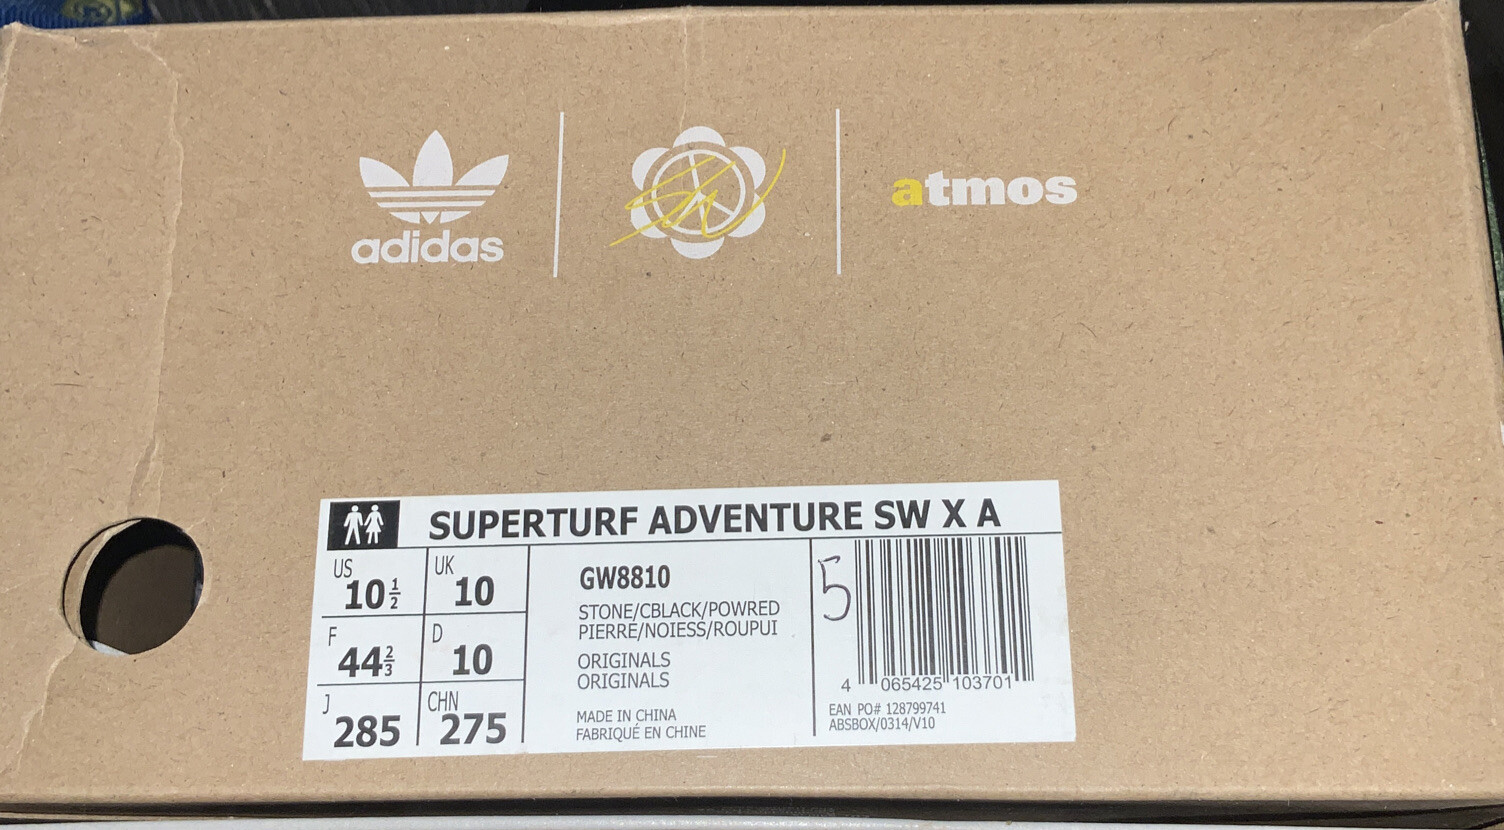 adidas
SW
atmos
SUPERTURF ADVENTURE SW X A
US
10 1/2
UK
10
F
44 2/3
D
10
J
285
CHN
275
GW8810
STONE/CBLACK/POWRED
PIERRE/NOIESS/ROUPUI
ORIGINALS
ORIGINALS
MADE IN CHINA
FABRIQUÉ EN CHINE
5
4 065425 103701
EAN PO# 128799741
ABSBOX/0314/V10